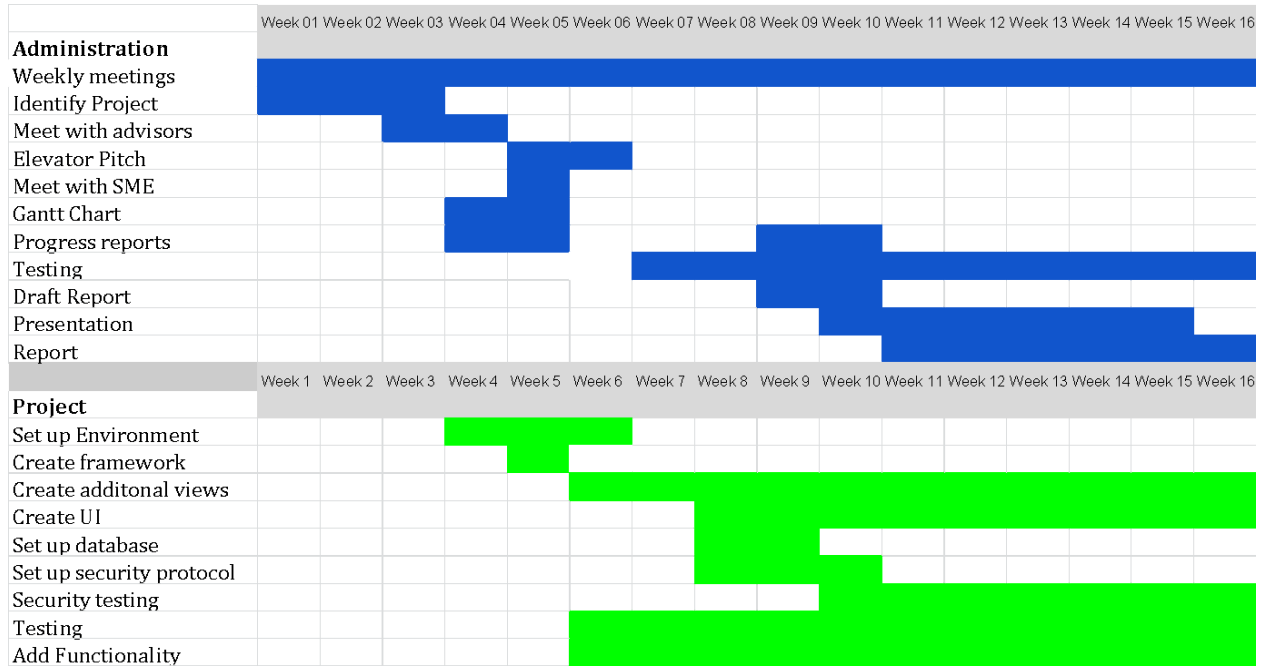 Week 01 Week 02 Week 03 Week 04 Week 05 Week 06 Week 07 Week 08 Week 09 Week 10 Week 11 Week 12 Week 13 Week 14 Week 15 Week 16
Administration
Weekly meetings
Identify Project
Meet with advisors
Elevator Pitch
Meet with SME
Gantt Chart
Progress reports
Testing
Draft Report
Presentation
Report
Week 1 Week 2 Week 3 Week 4 Week 5 Week 6 Week 7 Week 8 Week 9 Week 10 Week 11 Week 12 Week 13 Week 14 Week 15 Week 16
Project
Set up Environment
Create framework
Create additonal views
Create UI
Set up database
Set up security protocol
Security testing
Testing
Add Functionality